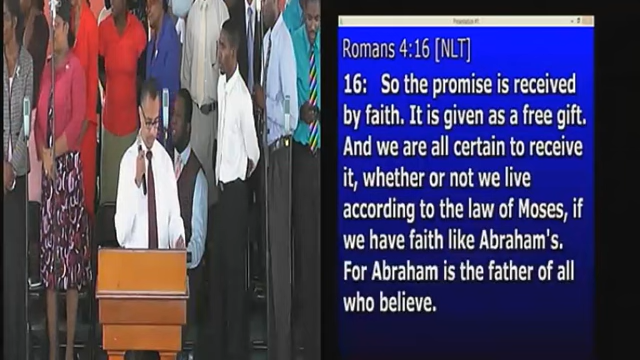 Romans 4:16 [NLT]
16: So the promise is received
by faith. It is given as a free gift.
And we are all certain to receive
it, whether or not we live
according to the law of Moses, if
we have faith like Abraham's.
For Abraham is the father of all
who believe.